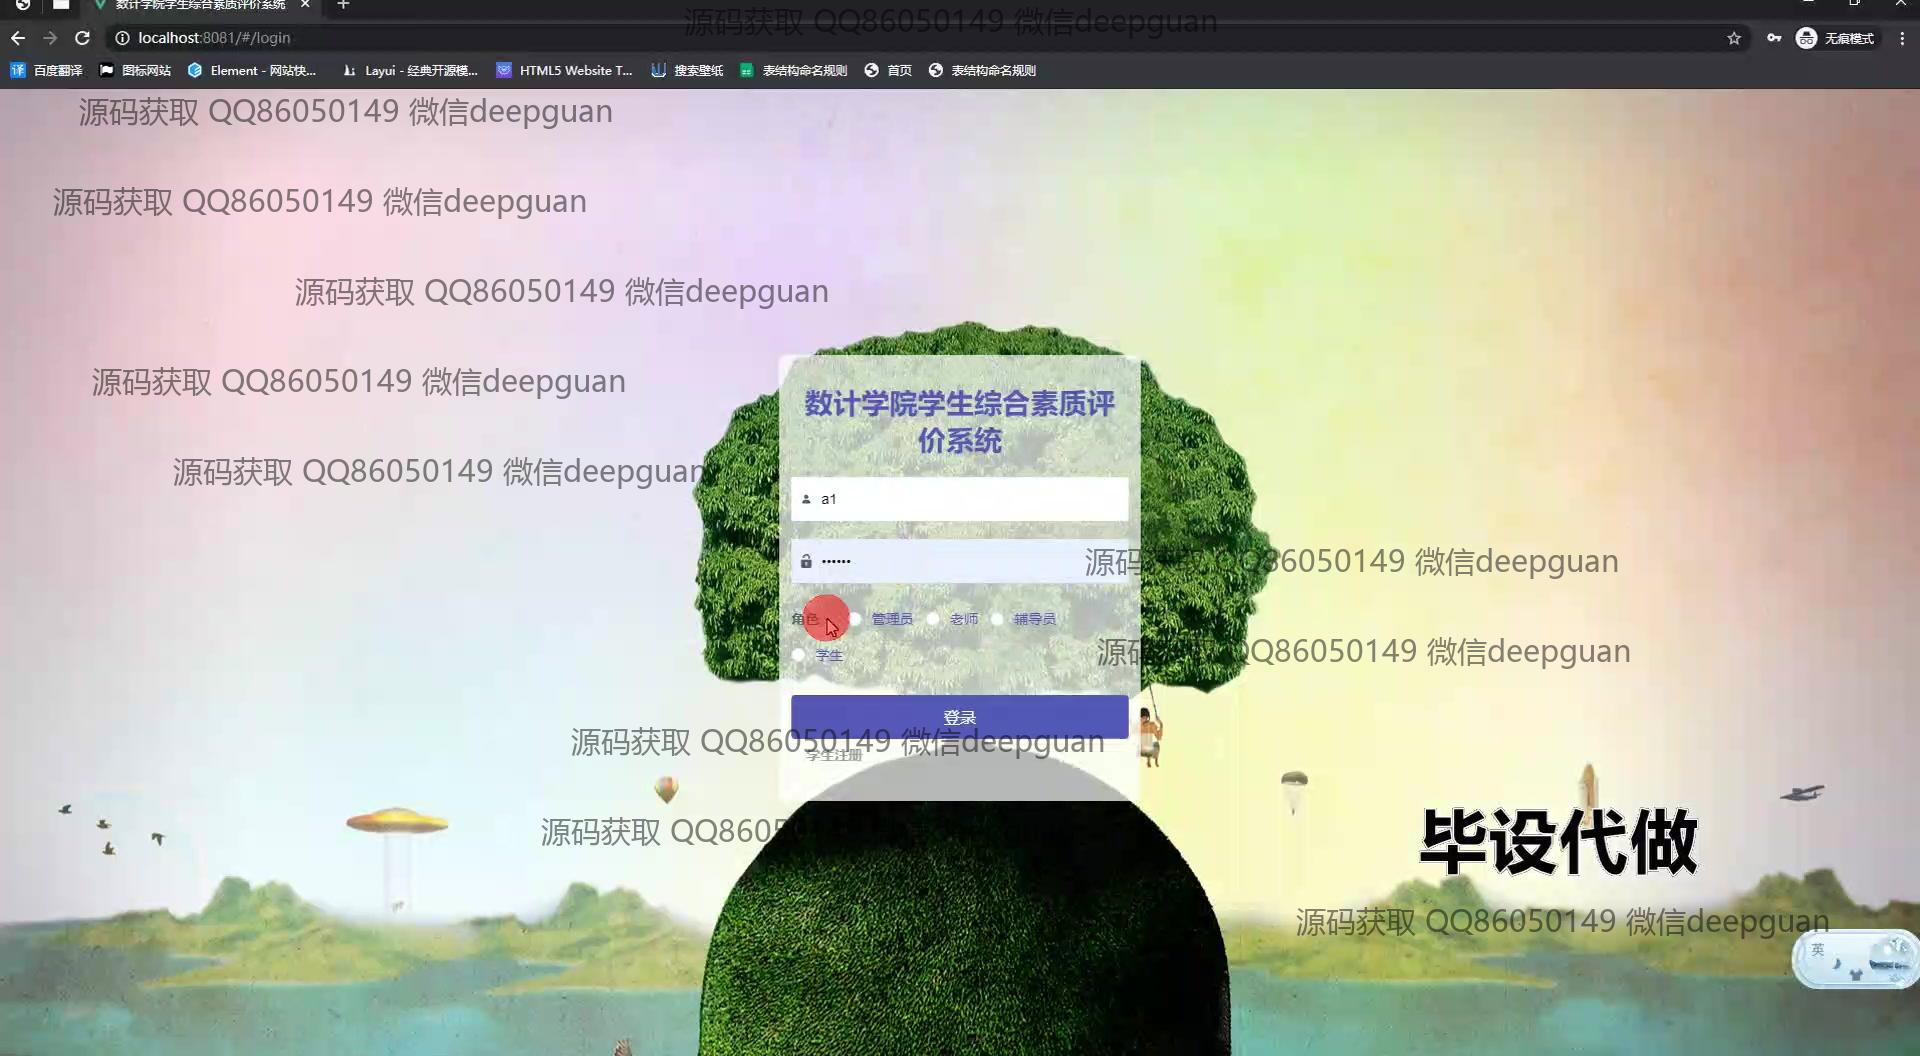 数计学院学生综合素质评价系统
源码获取 QQ86050149 微信deepguan
localhost:8081/#/login
无痕模式
百度翻译
图标网站
Element - 网站快...
Layui - 经典开源模...
HTML5 Website T...
搜索壁纸
表结构命名规则
首页
表结构命名规则
源码获取 QQ86050149 微信deepguan
源码获取 QQ86050149 微信deepguan
源码获取 QQ86050149 微信deepguan
源码获取 QQ86050149 微信deepguan
源码获取 QQ86050149 微信deepguan
数计学院学生综合素质评
价系统
a1
源码获取 QQ86050149 微信deepguan
角色 管理员 老师 辅导员
学生
源码获取 QQ86050149 微信deepguan
登录
源码获取 QQ86050149 微信deepguan
学生注册
源码获取 QQ8605
毕设代做
源码获取 QQ86050149 微信deepguan
英